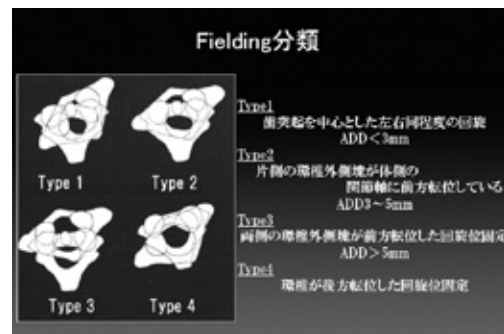 Fielding分類
Type 1
Type 2
Type 3
Type 4
Type1
歯突起を中心とした左右同程度の回旋
ADD<3mm
Type2
片側の環椎外側塊が体側の
関節軸に前方転位している
ADD3～5mm
Type3
両側の環椎外側塊が前方転位した回旋位固定
ADD>5mm
Type4
環椎が後方転位した回旋位固定